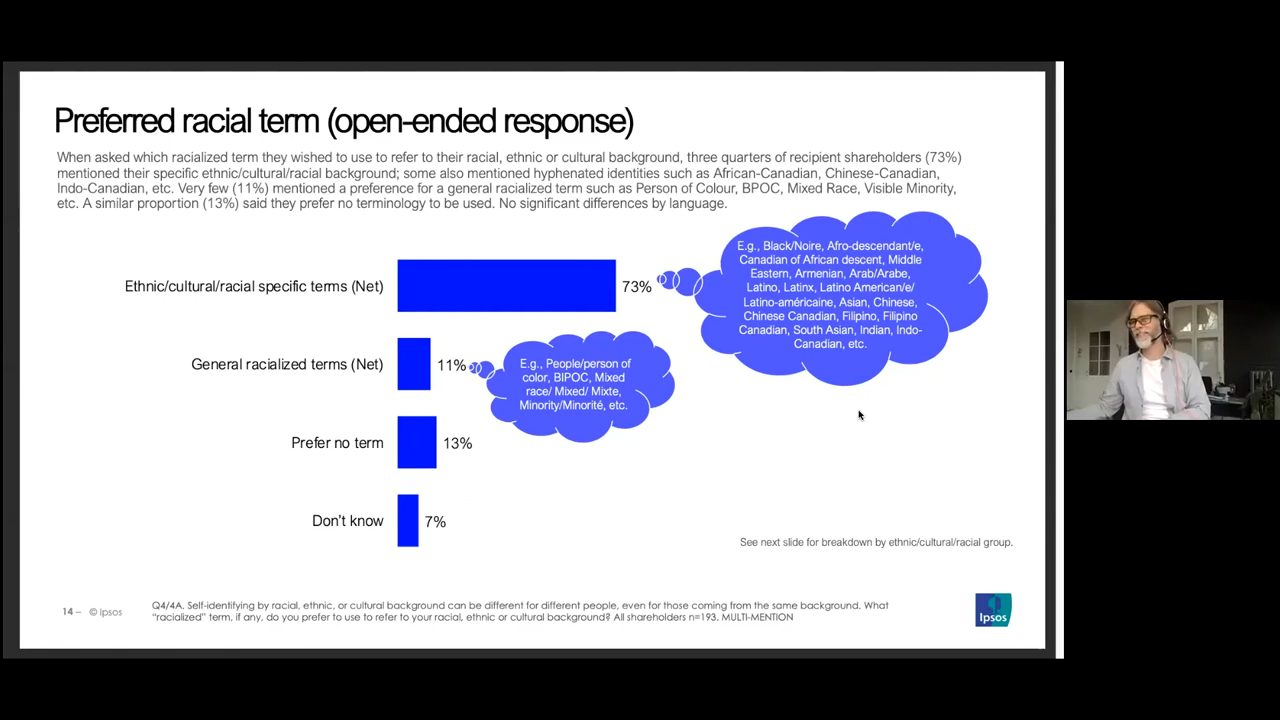 Preferred racial term (open-ended response)
When asked which racialized term they wished to use to refer to their racial, ethnic or cultural background, three quarters of recipient shareholders (73%)
mentioned their specific ethnic/cultural/racial background; some also mentioned hyphenated identities such as African-Canadian, Chinese-Canadian,
Indo-Canadian, etc. Very few (11%) mentioned a preference for a general racialized term such as Person of Colour, BPOC, Mixed Race, Visible Minority,
etc. A similar proportion (13%) said they prefer no terminology to be used. No significant differences by language.
Ethnic/cultural/racial specific terms (Net)
73%
E.g., Black/Noire, Afro-descendant/e,
Canadian of African descent, Middle
Eastern, Armenian, Arab/Arabe,
Latino, Latinx, Latino American/e/
Latino-américaine, Asian, Chinese,
Chinese Canadian, Filipino, Filipino
Canadian, South Asian, Indian, Indo-
Canadian, etc.
General racialized terms (Net)
11%
E.g., People/person of
color, BIPOC, Mixed
race/ Mixed/ Mixte,
Minority/Minorité, etc.
Prefer no term
13%
Don't know
7%
See next slide for breakdown by ethnic/cultural/racial group.
14 – © Ipsos
Q4/4A. Self-identifying by racial, ethnic, or cultural background can be different for different people, even for those coming from the same background. What
"racialized" term, if any, do you prefer to use to refer to your racial, ethnic or cultural background? All shareholders n=193. MULTI-MENTION
Ipsos